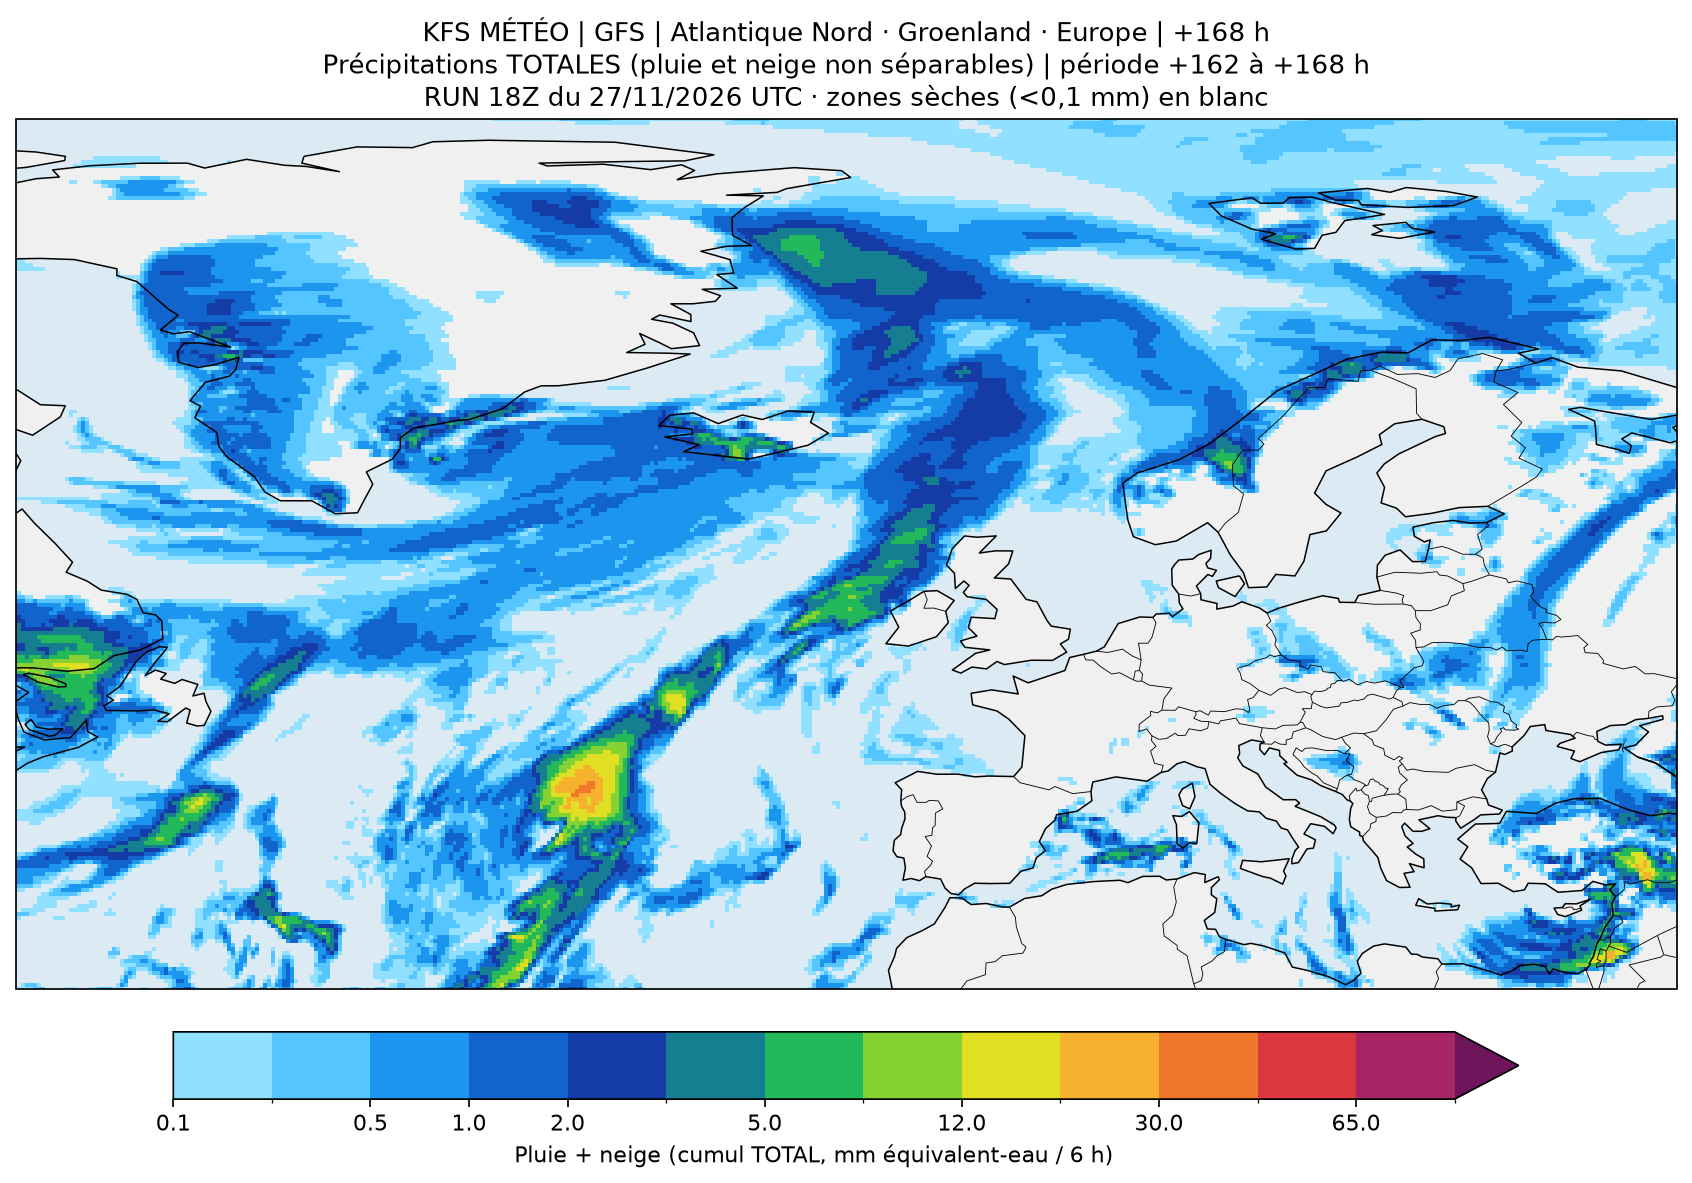 KFS MÉTÉO | GFS | Atlantique Nord · Groenland · Europe | +168 h
Précipitations TOTALES (pluie et neige non séparables) | période +162 à +168 h
RUN 18Z du 27/11/2026 UTC · zones sèches (<0,1 mm) en blanc
0.1 0.5 1.0 2.0 5.0 12.0 30.0 65.0
Pluie + neige (cumul TOTAL, mm équivalent-eau / 6 h)